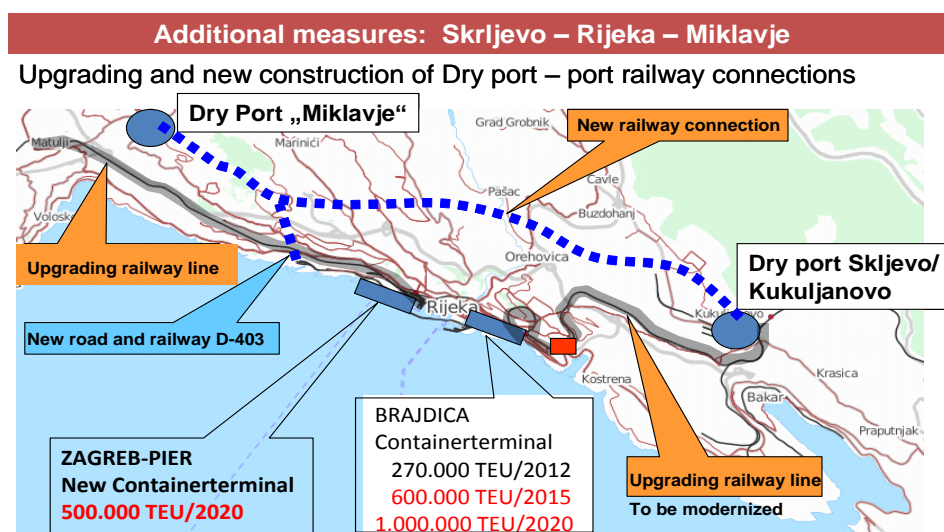 Additional measures: Skrljevo – Rijeka – Miklavje
Upgrading and new construction of Dry port – port railway connections
Dry Port „Miklavje“
New railway connection
Grad Grobnik
Matulji
Marinići
Pašac
Cavle
Buzdohanj
Volosko
Orehovica
Upgrading railway line
Dry port Skljevo/
Kukuljanovo
Kukuljanovo
New road and railway D-403
Rijeka
Kostrena
Krasica
Bakar
Praputnjak
ZAGREB-PIER
New Containerterminal
500.000 TEU/2020
BRAJDICA
Containerterminal
270.000 TEU/2012
600.000 TEU/2015
1.000.000 TEU/2020
Upgrading railway line
To be modernized